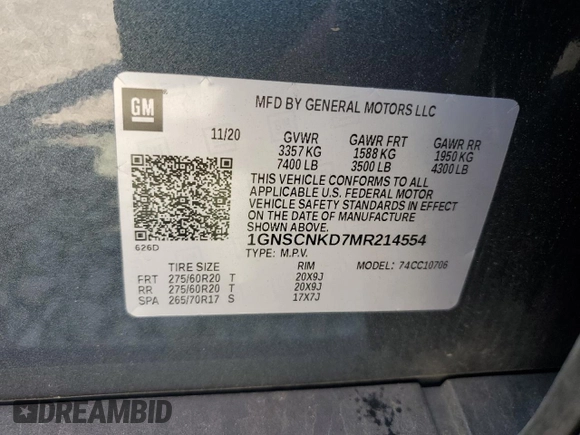 GM
MFD BY GENERAL MOTORS LLC
11/20 GVWR GAWR FRT GAWR RR
3357 KG 1588 KG 1950 KG
7400 LB 3500 LB 4300 LB
THIS VEHICLE CONFORMS TO ALL
APPLICABLE U.S. FEDERAL MOTOR
VEHICLE SAFETY STANDARDS IN EFFECT
ON THE DATE OF MANUFACTURE SHOWN
ABOVE.
1GNSCNKD7MR214554
626D
TYPE: M.P.V. MODEL: 74CC10706
TIRE SIZE RIM
FRT 275/60R20 T 20X9J
RR 275/60R20 T 20X9J
SPA 265/70R17 S 17X7J
DREAMBID